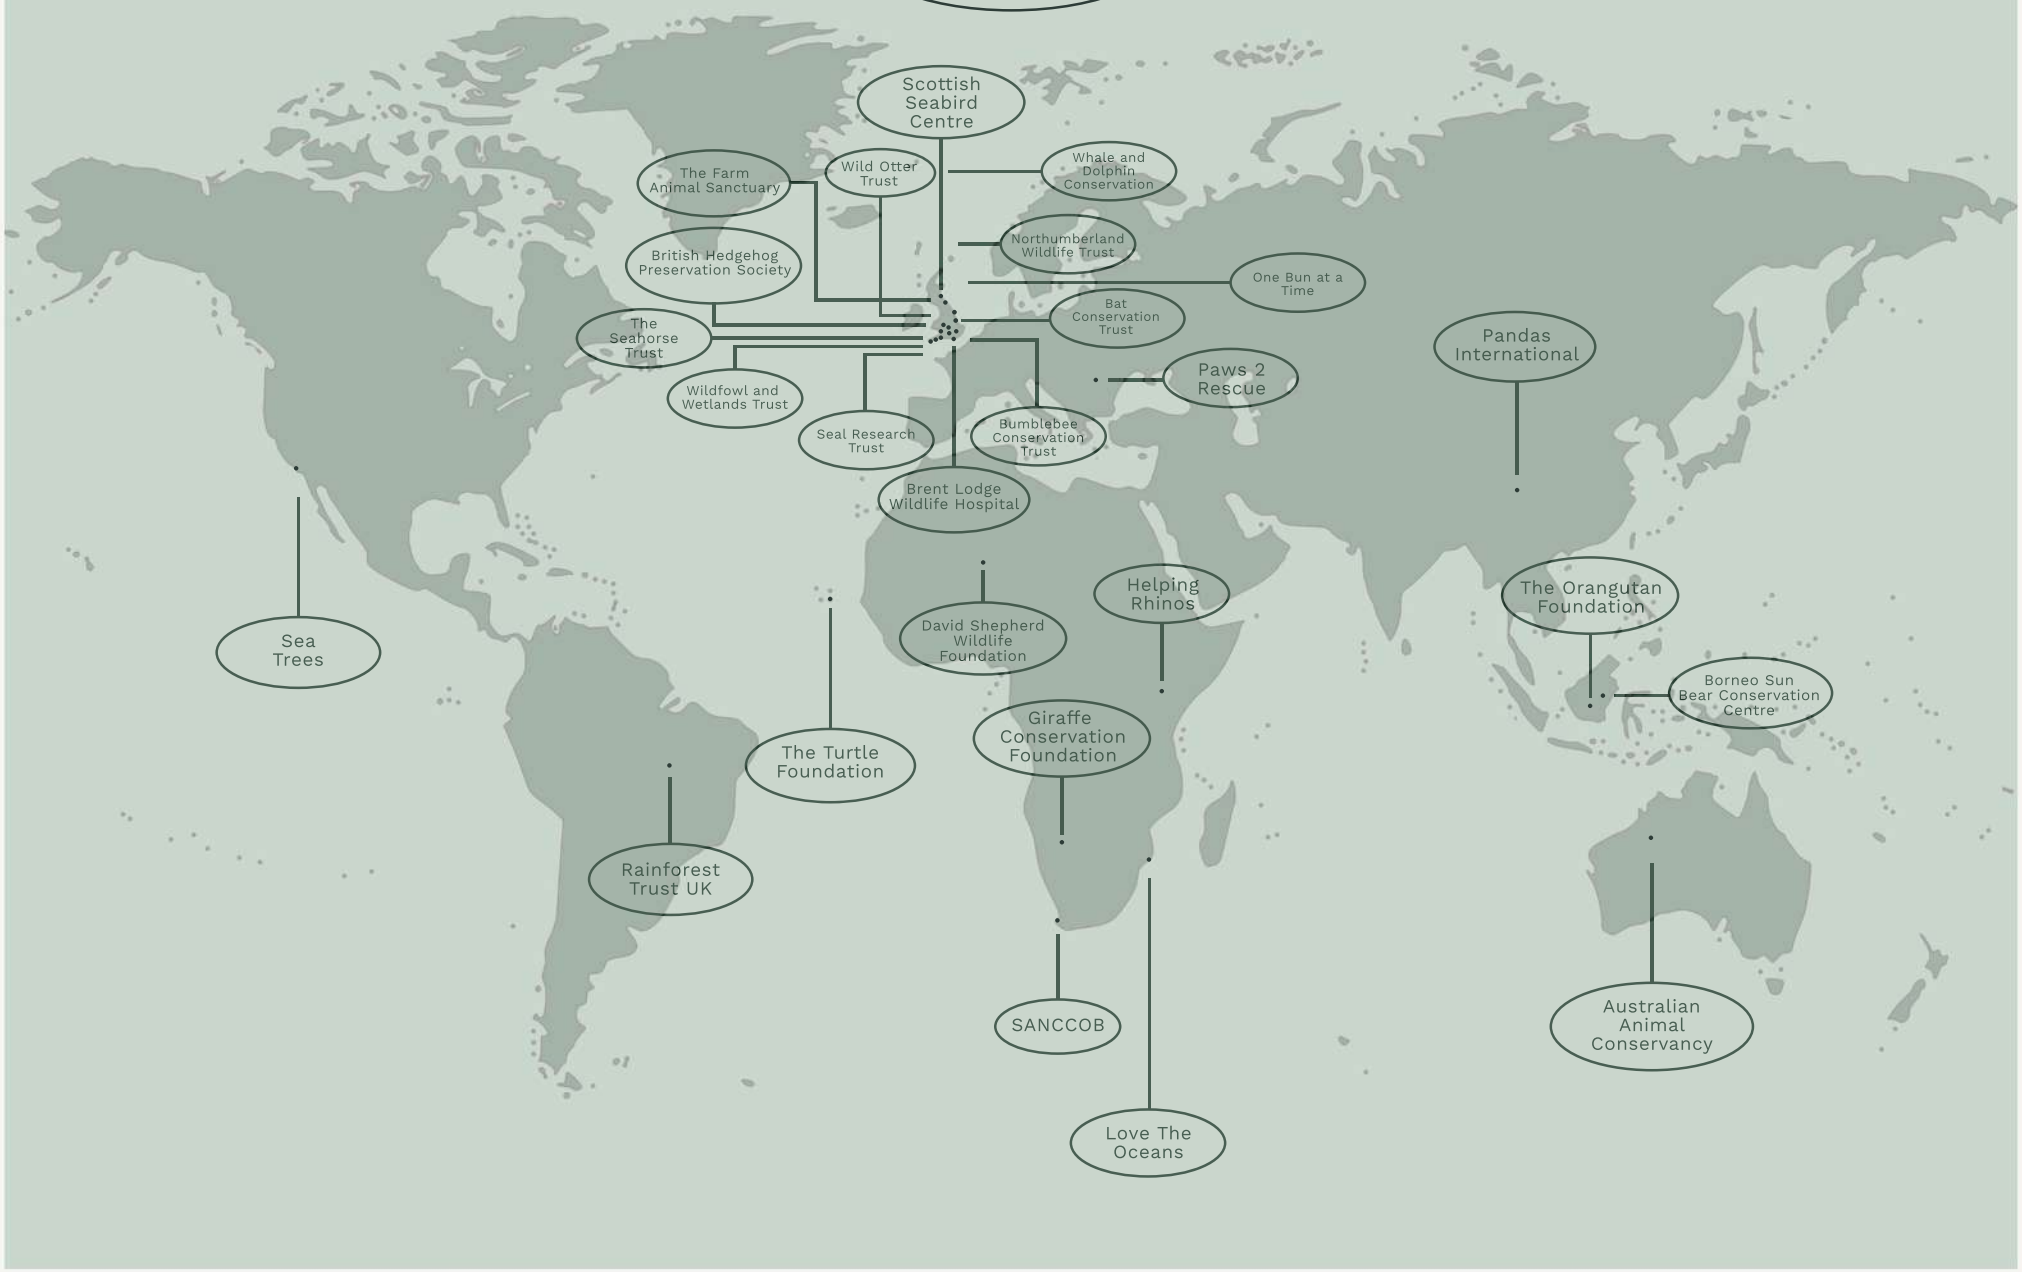 Scottish
Seabird
Centre
The Farm
Animal Sanctuary
Wild Otter
Trust
Whale and
Dolphin
Conservation
British Hedgehog
Preservation Society
Northumberland
Wildlife Trust
One Bun at a
Time
The
Seahorse
Trust
Bat
Conservation
Trust
Pandas
International
Wildfowl and
Wetlands Trust
Paws 2
Rescue
Seal Research
Trust
Bumblebee
Conservation
Trust
Brent Lodge
Wildlife Hospital
Helping
Rhinos
The Orangutan
Foundation
Sea
Trees
David Shepherd
Wildlife
Foundation
Borneo Sun
Bear Conservation
Centre
Giraffe
Conservation
Foundation
The Turtle
Foundation
Rainforest
Trust UK
SANCCOB
Australian
Animal
Conservancy
Love The
Oceans